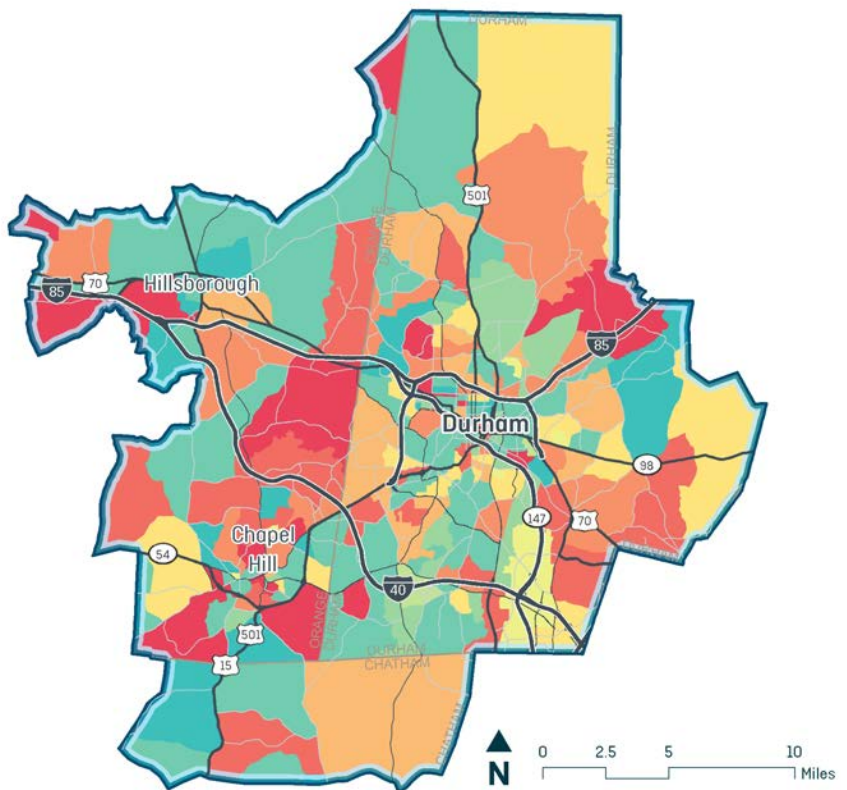 DURHAM
DURHAM
501
ORANGE
DURHAM
70
Hillsborough
85
85
Durham
98
147
70
Chapel
Hill
54
40
ORANGE
DURHAM
501
DURHAM
CHATHAM
15
CHATHAM
N
0 2.5 5 10
Miles